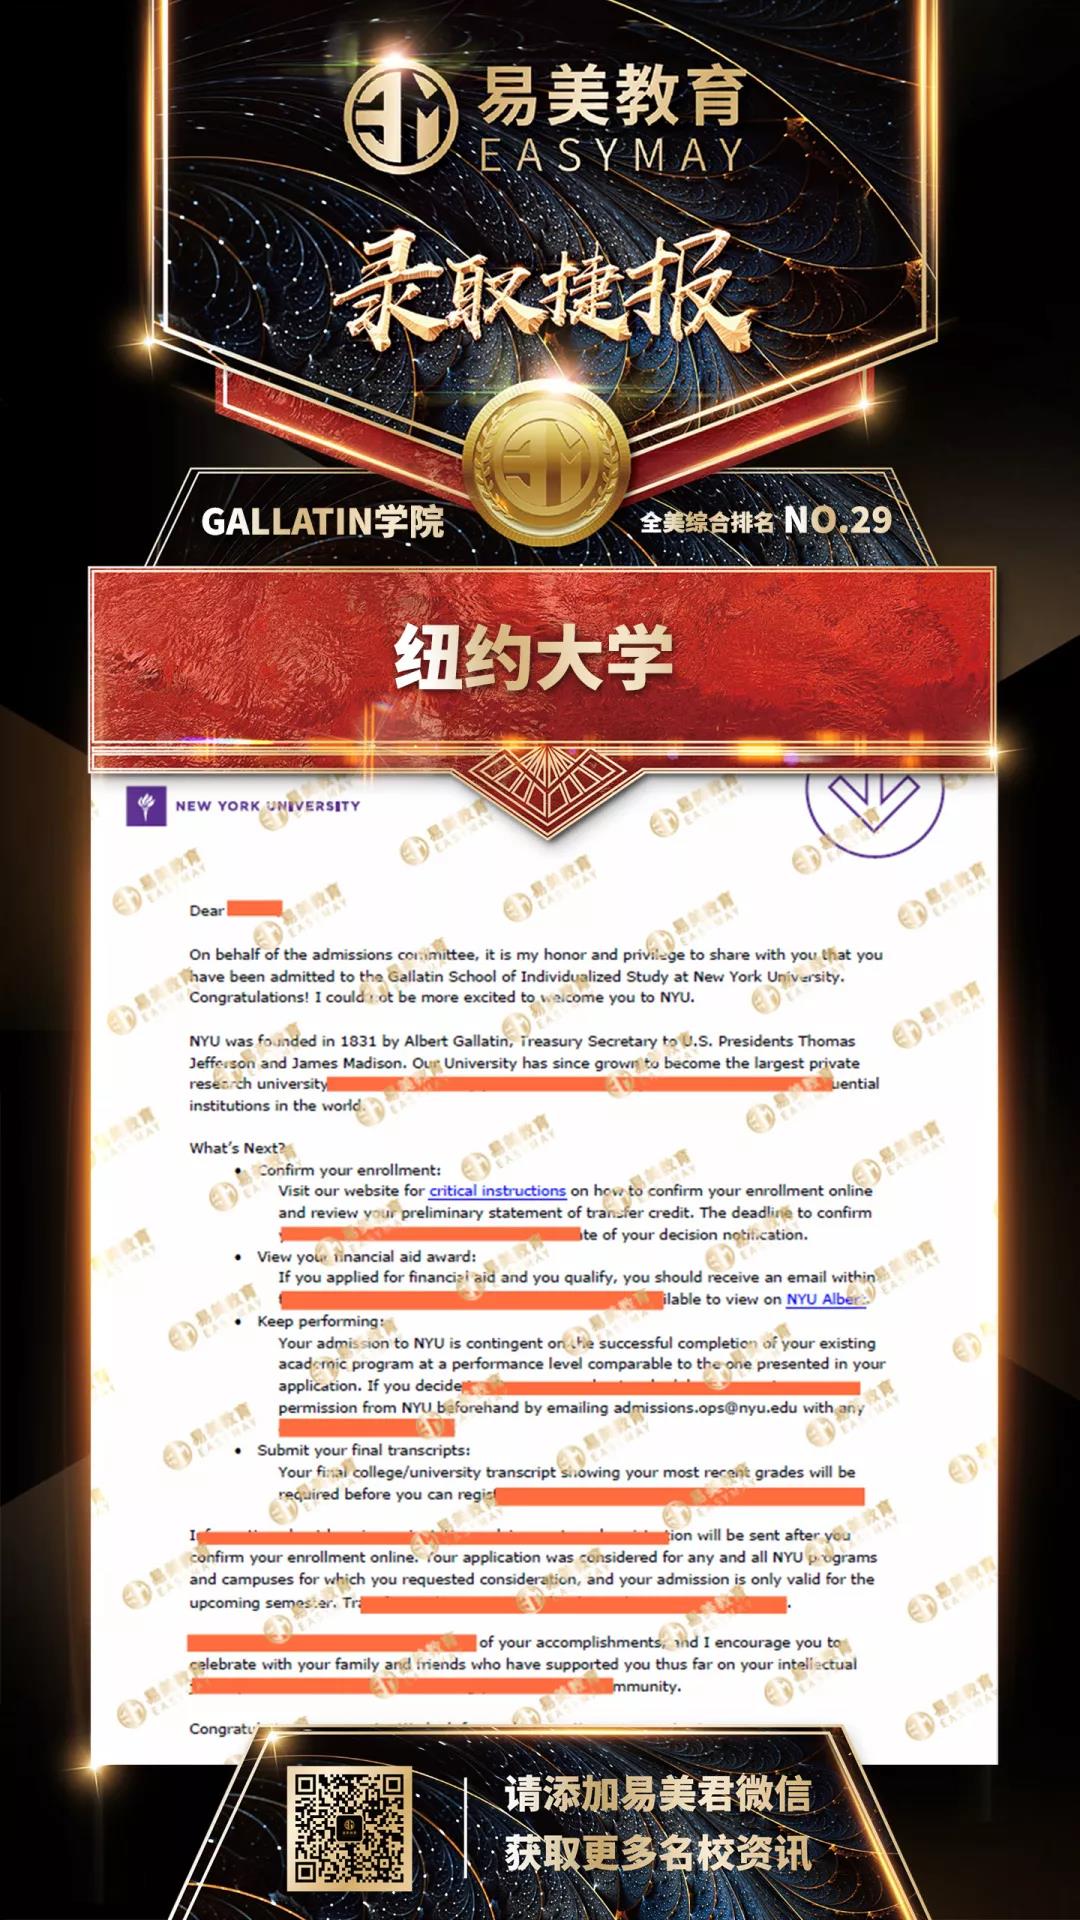 易美教育
EASYMAY
录取捷报
GALLATIN学院
全美综合排名 NO.29
纽约大学
NEW YORK UNIVERSITY
Dear
On behalf of the admissions committee, it is my honor and privilege to share with you that you
have been admitted to the Gallatin School of Individualized Study at New York University.
Congratulations! I could not be more excited to welcome you to NYU.
NYU was founded in 1831 by Albert Gallatin, Treasury Secretary to U.S. Presidents Thomas
Jefferson and James Madison. Our University has since grown to become the largest private
research university uential
institutions in the world.
What's Next?
• Confirm your enrollment:
Visit our website for critical instructions on how to confirm your enrollment online
and review your preliminary statement of transfer credit. The deadline to confirm
te of your decision notification.
• View your financial aid award:
If you applied for financial aid and you qualify, you should receive an email within
ilable to view on NYU Albert.
• Keep performing:
Your admission to NYU is contingent on the successful completion of your existing
academic program at a performance level comparable to the one presented in your
application. If you decide
permission from NYU beforehand by emailing admissions.ops@nyu.edu with any
• Submit your final transcripts:
Your final college/university transcript showing your most recent grades will be
required before you can regist
tion will be sent after you
confirm your enrollment online. Your application was considered for any and all NYU programs
and campuses for which you requested consideration, and your admission is only valid for the
upcoming semester. Tra .
of your accomplishments, and I encourage you to
celebrate with your family and friends who have supported you thus far on your intellectual
mmunity.
Congratu
请添加易美君微信
获取更多名校资讯